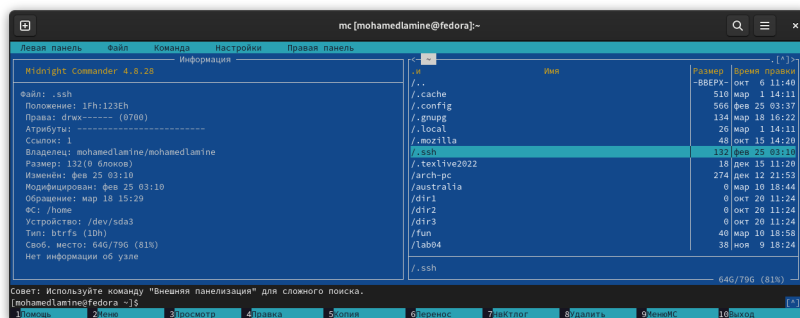 mc [mohamedlamine@fedora]:~
Левая панель Файл Команда Настройки Правая панель
Информация
Midnight Commander 4.8.28
Файл: .ssh
Положение: 1Fh:123Eh
Права: drwx------ (0700)
Атрибуты: -------------------------
Ссылок: 1
Владелец: mohamedlamine/mohamedlamine
Размер: 132(0 блоков)
Изменён: фев 25 03:10
Модифицирован: фев 25 03:10
Обращение: мар 18 15:29
ФС: /home
Устройство: /dev/sda3
Тип: btrfs (1Dh)
Своб. место: 64G/79G (81%)
Нет информации об узле
<- ~ .[^]>
.и Имя Размер Время правки
/.. -ВВЕРХ- окт 6 11:40
/.cache 510 мар 1 14:11
/.config 566 фев 25 03:37
/.gnupg 134 мар 18 16:22
/.local 26 мар 1 14:11
/.mozilla 48 окт 15 14:20
/.ssh 132 фев 25 03:10
/.texlive2022 18 дек 15 11:20
/arch-pc 274 дек 12 21:53
/australia 0 мар 10 18:44
/dir1 0 окт 20 11:24
/dir2 0 окт 20 11:24
/dir3 0 окт 20 11:24
/fun 40 мар 10 18:58
/lab04 38 ноя 9 18:24
/.ssh
64G/79G (81%)
Совет: Используйте команду "Внешняя панелизация" для сложного поиска.
[mohamedlamine@fedora ~]$ [^]
1Помощь 2Меню 3Просмотр 4Правка 5Копия 6Перенос 7НвКтлог 8Удалить 9МенюМС 10Выход